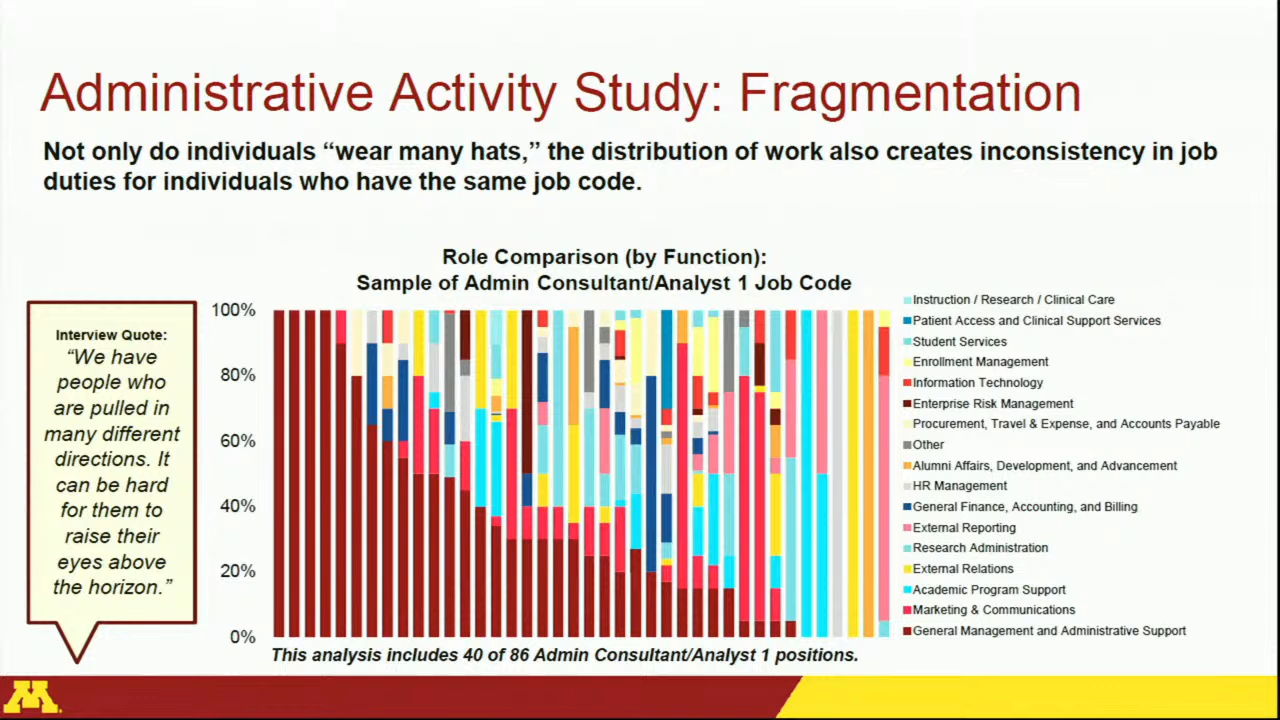 Administrative Activity Study: Fragmentation
Not only do individuals “wear many hats,” the distribution of work also creates inconsistency in job
duties for individuals who have the same job code.
Interview Quote:
“We have
people who
are pulled in
many different
directions. It
can be hard
for them to
raise their
eyes above
the horizon.”
Role Comparison (by Function):
Sample of Admin Consultant/Analyst 1 Job Code
100%
80%
60%
40%
20%
0%
Instruction / Research / Clinical Care
Patient Access and Clinical Support Services
Student Services
Enrollment Management
Information Technology
Enterprise Risk Management
Procurement, Travel & Expense, and Accounts Payable
Other
Alumni Affairs, Development, and Advancement
HR Management
General Finance, Accounting, and Billing
External Reporting
Research Administration
External Relations
Academic Program Support
Marketing & Communications
General Management and Administrative Support
This analysis includes 40 of 86 Admin Consultant/Analyst 1 positions.
M